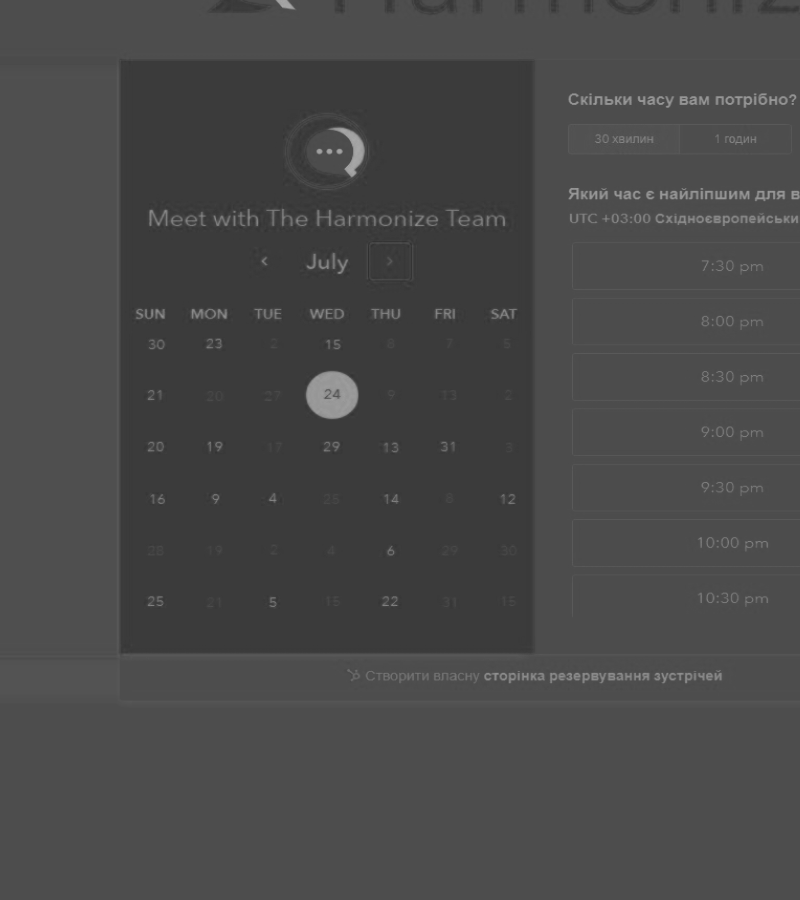 Harmoniz
Meet with The Harmonize Team
‹ July ›
SUN MON TUE WED THU FRI SAT
30 23 2 15 8 7 5
21 20 27 24 9 13 2
20 19 17 29 13 31 3
16 9 4 28 14 8 12
28 19 2 4 6 29 30
25 21 5 15 22 31 15
Скільки часу вам потрібно?
30 хвилин 1 годин
Який час є найліпшим для в
UTC +03:00 Східноєвропейськи
7:30 pm
8:00 pm
8:30 pm
9:00 pm
9:30 pm
10:00 pm
10:30 pm
Створити власну сторінка резервування зустрічей